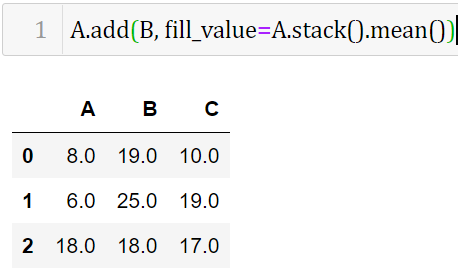 1 A.add(B, fill_value=A.stack().mean())
A B C
0 8.0 19.0 10.0
1 6.0 25.0 19.0
2 18.0 18.0 17.0